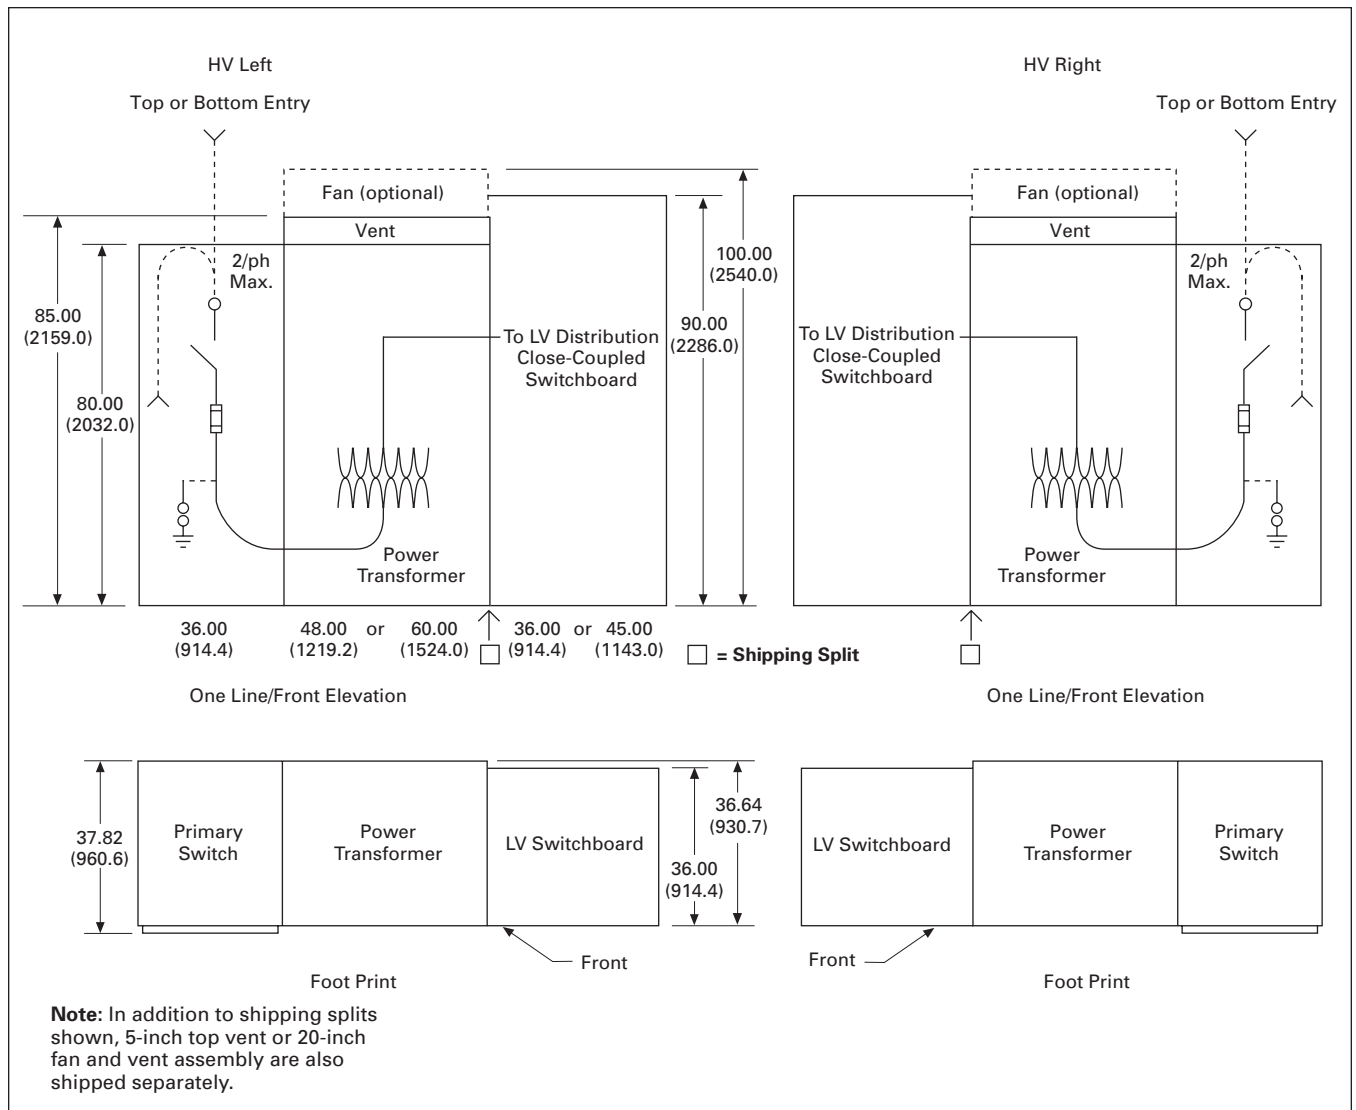 HV Left
HV Right
Top or Bottom Entry
Top or Bottom Entry
Fan (optional)
Fan (optional)
Vent
Vent
2/ph
Max.
2/ph
Max.
100.00
(2540.0)
85.00
(2159.0)
90.00
(2286.0)
To LV Distribution
Close-Coupled
Switchboard
To LV Distribution
Close-Coupled
Switchboard
80.00
(2032.0)
Power
Transformer
Power
Transformer
36.00
(914.4)
48.00 or 60.00
(1219.2) (1524.0)
36.00 or 45.00
(914.4) (1143.0)
= Shipping Split
One Line/Front Elevation
One Line/Front Elevation
37.82
(960.6)
Primary
Switch
Power
Transformer
LV Switchboard
36.64
(930.7)
36.00
(914.4)
LV Switchboard
Power
Transformer
Primary
Switch
Front
Front
Foot Print
Foot Print
Note: In addition to shipping splits
shown, 5-inch top vent or 20-inch
fan and vent assembly are also
shipped separately.